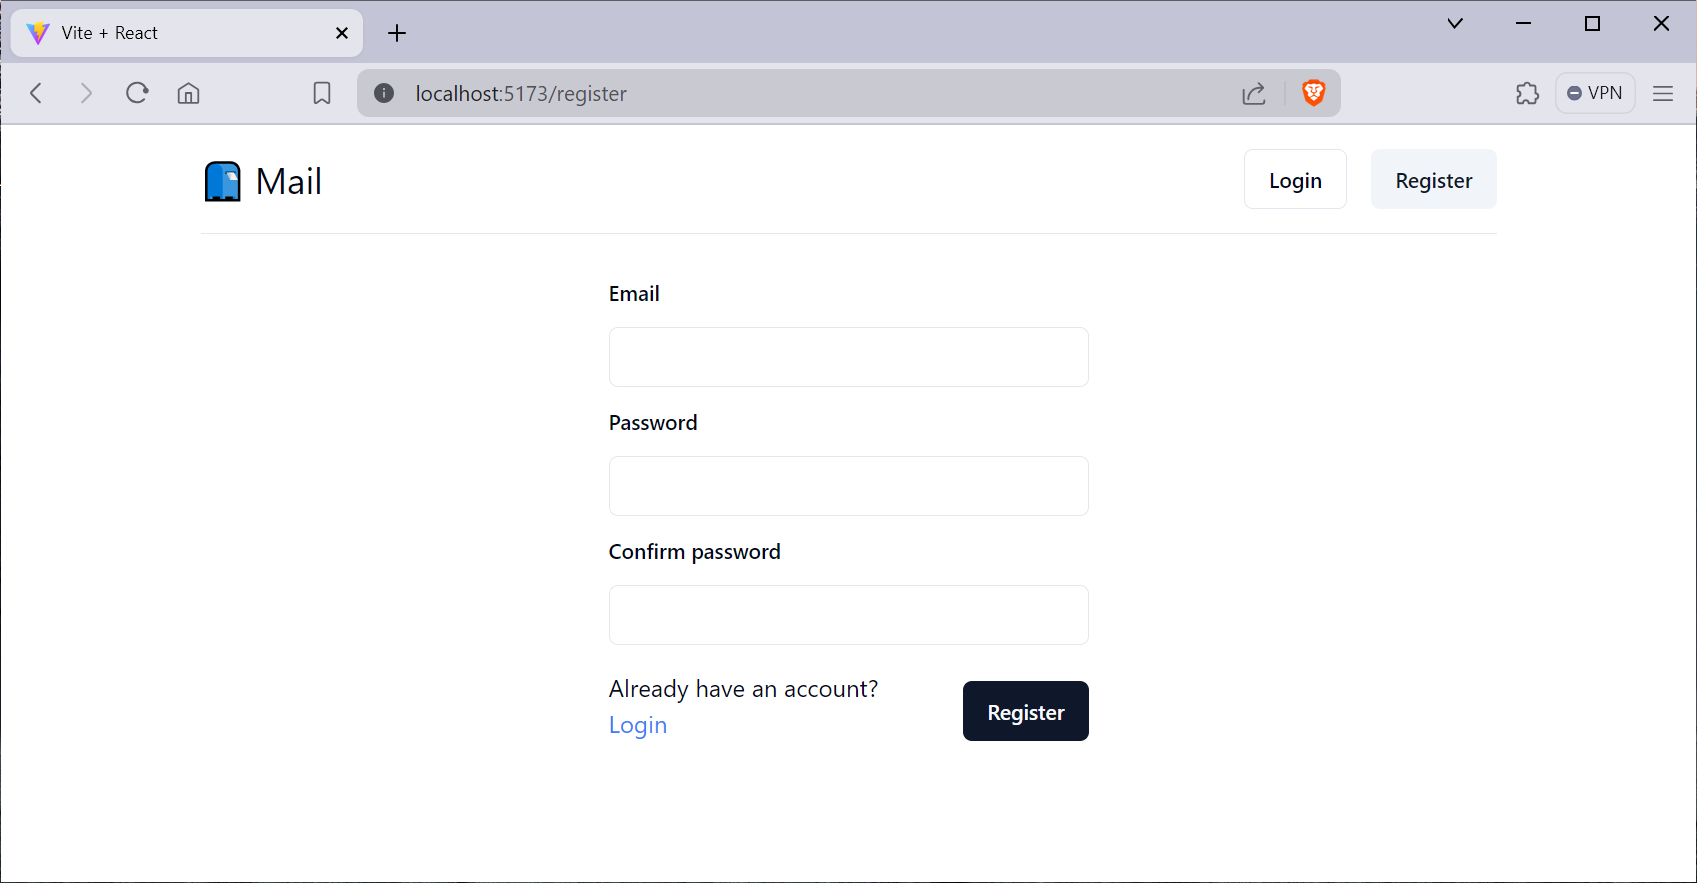 Vite + React
localhost:5173/register
VPN
Mail
Login
Register
Email
Password
Confirm password
Already have an account?
Login
Register